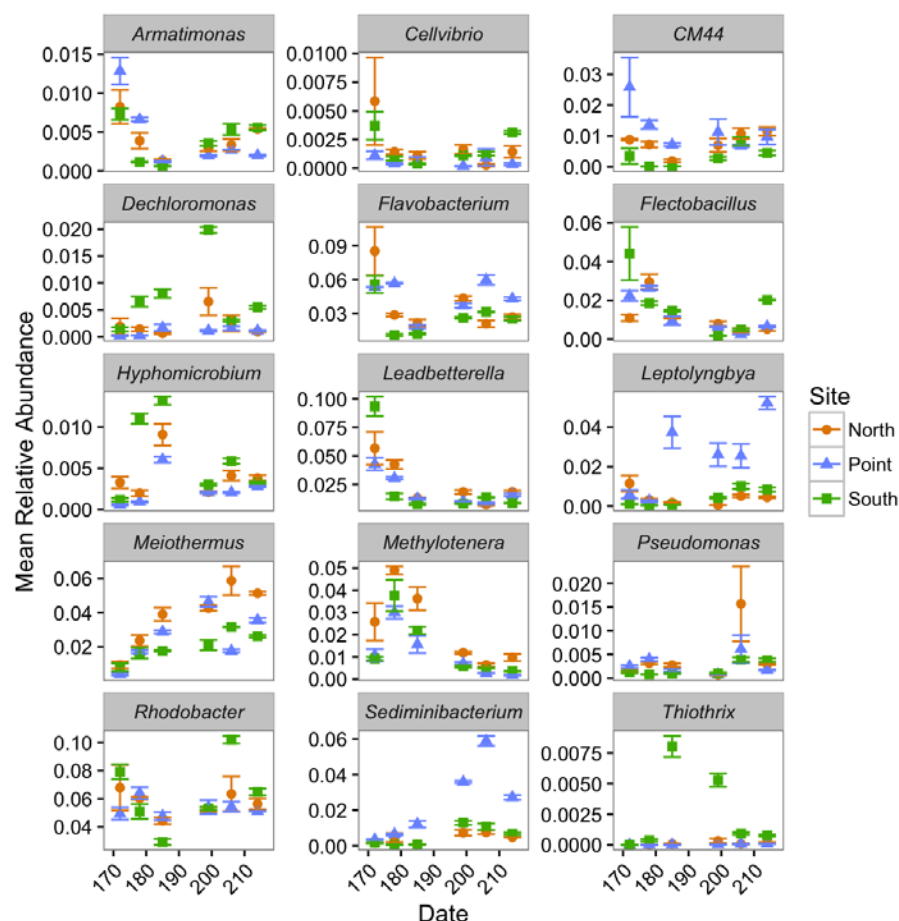 Armatimonas Cellvibrio CM44
0.015 0.0100 0.03
0.010 0.0075 0.02
0.005 0.0050 0.01
0.000 0.0025 0.00
0.0000
Dechloromonas Flavobacterium Flectobacillus
0.020 0.09 0.06
0.015 0.06 0.04
0.010 0.03 0.02
0.005 0.00
0.000
Hyphomicrobium Leadbetterella Leptolyngbya
0.010 0.100 0.04
0.005 0.075 0.02
0.000 0.050 0.00
0.025
Meiothermus Methylotenera Pseudomonas
0.06 0.05 0.020
0.04 0.04 0.015
0.02 0.03 0.010
0.02 0.005
0.01 0.000
0.00
Rhodobacter Sediminibacterium Thiothrix
0.10 0.06 0.0075
0.08 0.04 0.0050
0.06 0.02 0.0025
0.04 0.00 0.0000
170 180 190 200 210 170 180 190 200 210 170 180 190 200 210
Date
Mean Relative Abundance
Site
North
Point
South